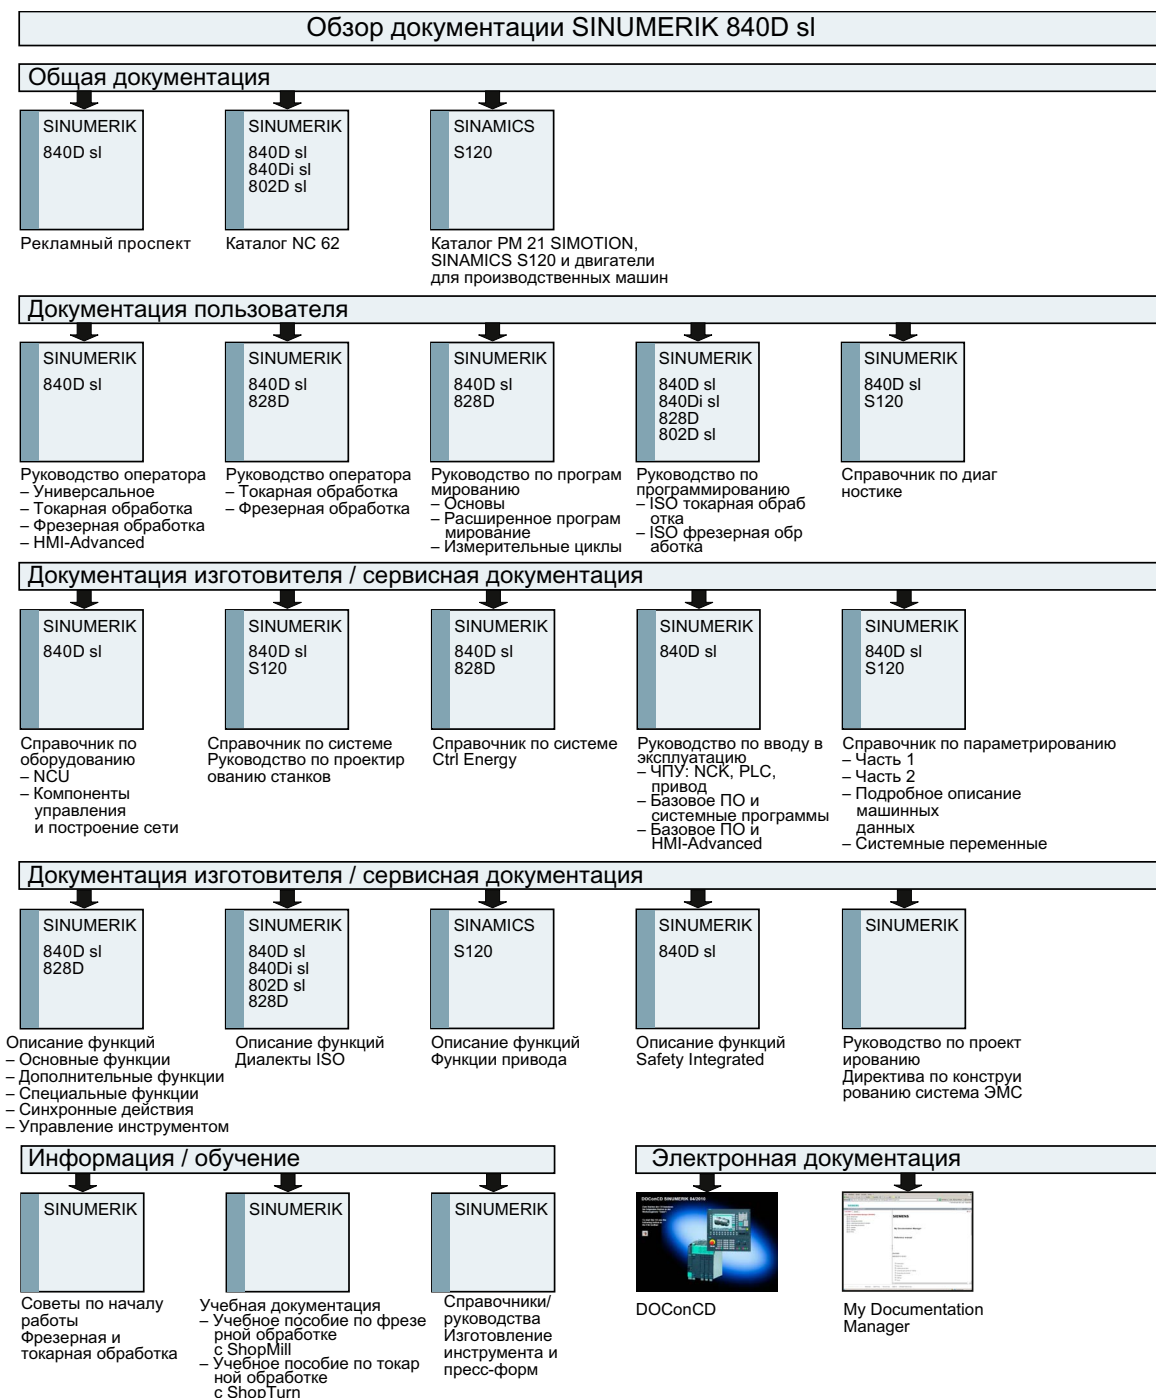 Обзор документации SINUMERIK 840D sl
Общая документация
SINUMERIK
840D sl
Рекламный проспект
SINUMERIK
840D sl
840Di sl
802D sl
Каталог NC 62
SINAMICS
S120
Каталог PM 21 SIMOTION,
SINAMICS S120 и двигатели
для производственных машин
Документация пользователя
SINUMERIK
840D sl
Руководство оператора
– Универсальное
– Токарная обработка
– Фрезерная обработка
– HMI-Advanced
SINUMERIK
840D sl
828D
Руководство оператора
– Токарная обработка
– Фрезерная обработка
SINUMERIK
840D sl
828D
Руководство по програм
мированию
– Основы
– Расширенное програм
мирование
– Измерительные циклы
SINUMERIK
840D sl
840Di sl
828D
802D sl
Руководство по
программированию
– ISO токарная обраб
отка
– ISO фрезерная обр
аботка
SINUMERIK
840D sl
S120
Справочник по диаг
ностике
Документация изготовителя / сервисная документация
SINUMERIK
840D sl
Справочник по
оборудованию
– NCU
– Компоненты
управления
и построение сети
SINUMERIK
840D sl
S120
Справочник по системе
Руководство по проектир
ованию станков
SINUMERIK
840D sl
828D
Справочник по системе
Ctrl Energy
SINUMERIK
840D sl
Руководство по вводу в
эксплуатацию
– ЧПУ: NCK, PLC,
привод
– Базовое ПО и
системные программы
– Базовое ПО и
HMI-Advanced
SINUMERIK
840D sl
S120
Справочник по параметрированию
– Часть 1
– Часть 2
– Подробное описание
машинных
данных
– Системные переменные
Документация изготовителя / сервисная документация
SINUMERIK
840D sl
828D
Описание функций
– Основные функции
– Дополнительные функции
– Специальные функции
– Синхронные действия
– Управление инструментом
SINUMERIK
840D sl
840Di sl
802D sl
828D
Описание функций
Диалекты ISO
SINAMICS
S120
Описание функций
Функции привода
SINUMERIK
840D sl
Описание функций
Safety Integrated
SINUMERIK
Руководство по проект
ированию
Директива по конструи
рованию система ЭМС
Информация / обучение
SINUMERIK
Советы по началу
работы
Фрезерная и
токарная обработка
SINUMERIK
Учебная документация
– Учебное пособие по фрезе
рной обработке
с ShopMill
– Учебное пособие по токар
ной обработке
с ShopTurn
SINUMERIK
Справочники/
руководства
Изготовление
инструмента и
пресс-форм
Электронная документация
DOConCD SINUMERIK 04/2010
DOConCD
SIEMENS
My Documentation Manager
My Documentation
Manager